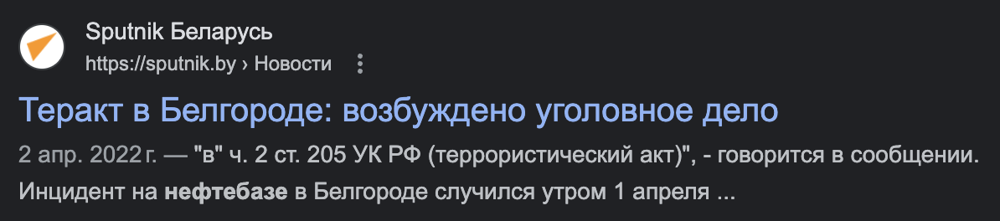 Sputnik Беларусь
https://sputnik.by › Новости
Теракт в Белгороде: возбуждено уголовное дело
2 апр. 2022 г. — "в" ч. 2 ст. 205 УК РФ (террористический акт)", - говорится в сообщении.
Инцидент на нефтебазе в Белгороде случился утром 1 апреля ...